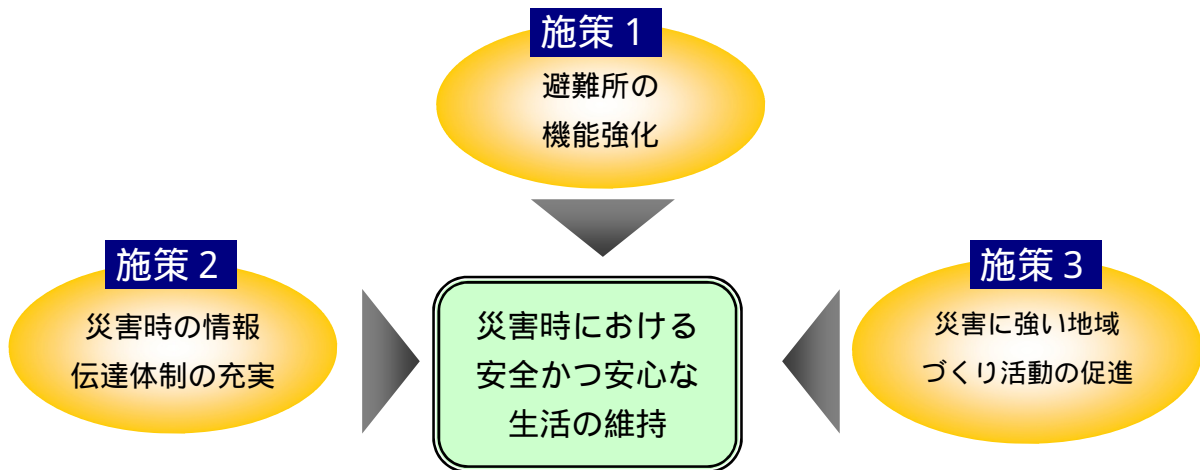 施策 1
避難所の
機能強化
施策 2
災害時の情報
伝達体制の充実
災害時における
安全かつ安心な
生活の維持
施策 3
災害に強い地域
づくり活動の促進